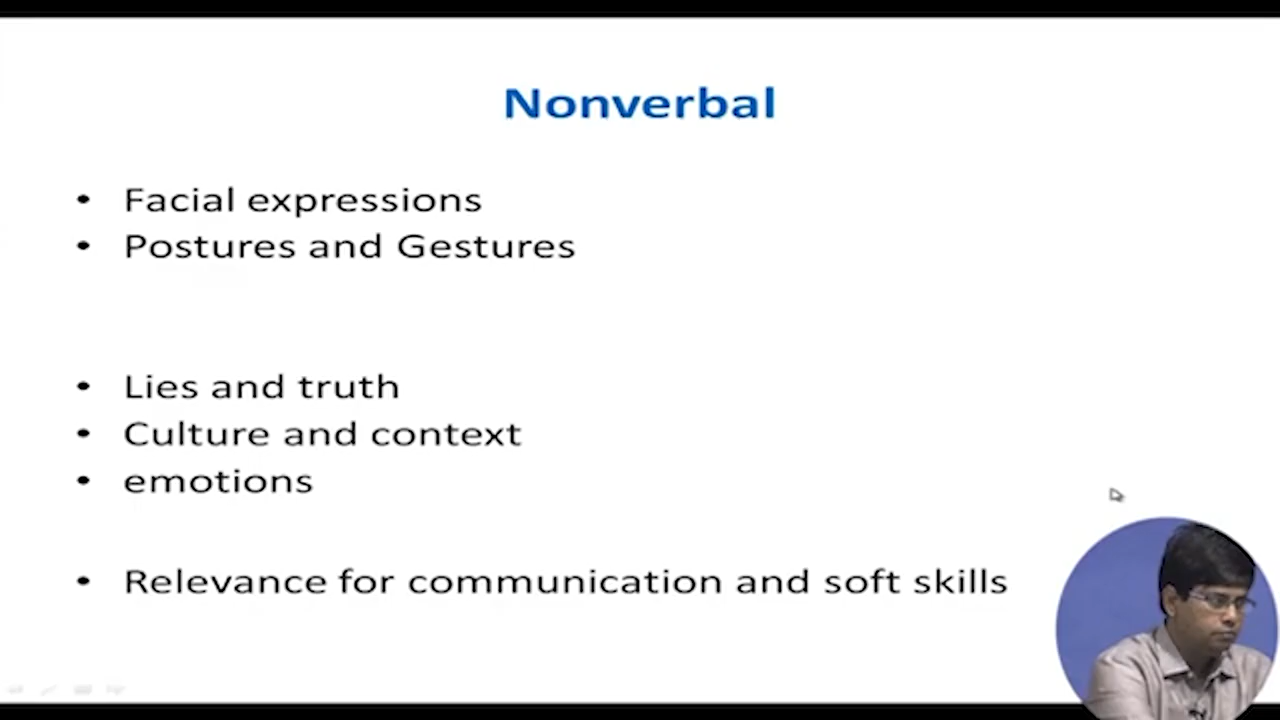 Nonverbal
• Facial expressions
• Postures and Gestures
• Lies and truth
• Culture and context
• emotions
• Relevance for communication and soft skills